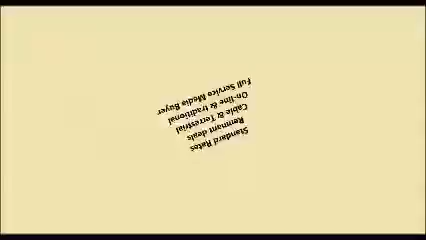 Standard Rates
Remnant deals
Cable & Terrestrial
On-line & traditional
Full Service Media Buyer